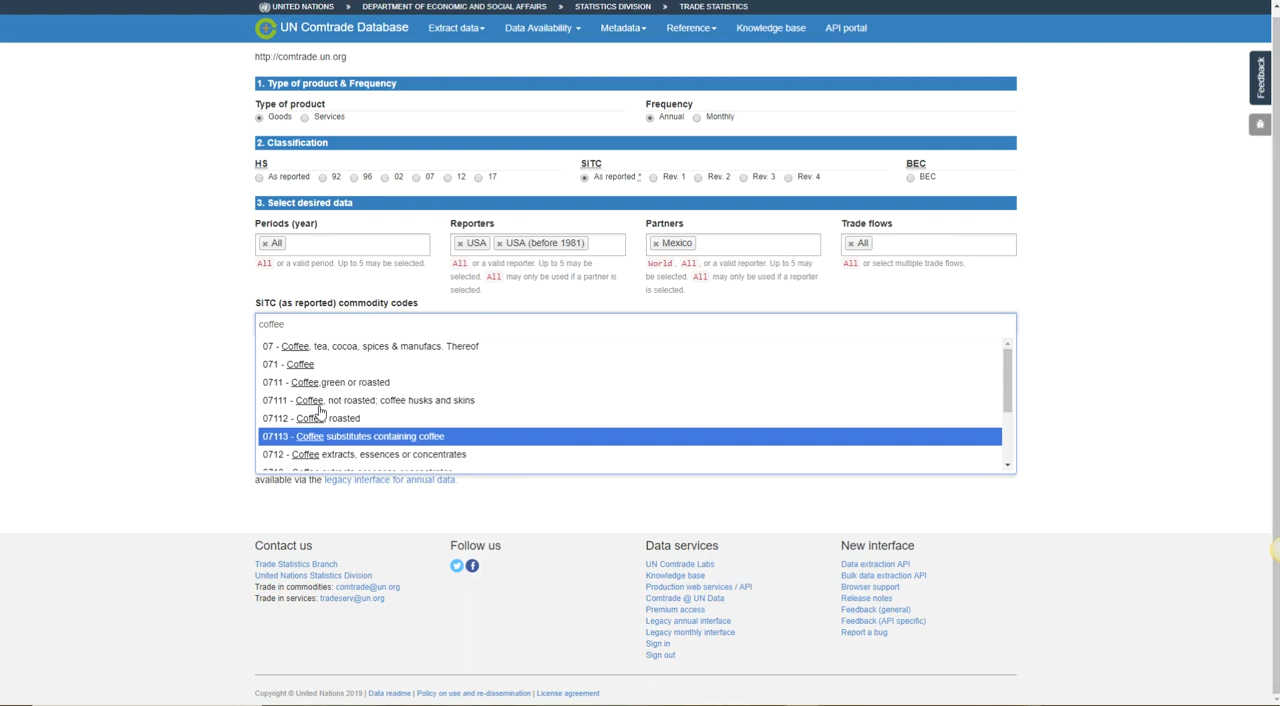 UNITED NATIONS » DEPARTMENT OF ECONOMIC AND SOCIAL AFFAIRS » STATISTICS DIVISION » TRADE STATISTICS
UN Comtrade Database Extract data Data Availability Metadata Reference Knowledge base API portal
Feedback
http://comtrade.un.org
1. Type of product & Frequency
Type of product Frequency
Goods Services Annual Monthly
2. Classification
HS SITC BEC
As reported 92 96 02 07 12 17 As reported * Rev. 1 Rev. 2 Rev. 3 Rev. 4 BEC
3. Select desired data
Periods (year) Reporters Partners Trade flows
× All × USA × USA (before 1981) × Mexico × All
All or a valid period. Up to 5 may be selected. All or a valid reporter. Up to 5 may be World, All, or a valid reporter. Up to 5 may All or select multiple trade flows.
selected. All may only be used if a partner is be selected. All may only be used if a reporter
selected. is selected.
SITC (as reported) commodity codes
coffee
07 - Coffee, tea, cocoa, spices & manufacs. Thereof
071 - Coffee
0711 - Coffee,green or roasted
07111 - Coffee, not roasted; coffee husks and skins
07112 - Coffee, roasted
07113 - Coffee substitutes containing coffee
0712 - Coffee extracts, essences or concentrates
available via the legacy interface for annual data.
Contact us Follow us Data services New interface
Trade Statistics Branch UN Comtrade Labs Data extraction API
United Nations Statistics Division Knowledge base Bulk data extraction API
Trade in commodities: comtrade@un.org Production web services / API Browser support
Trade in services: tradeserv@un.org Comtrade @ UN Data Release notes
Premium access Feedback (general)
Legacy annual interface Feedback (API specific)
Legacy monthly interface Report a bug
Sign in
Sign out
Copyright © United Nations 2019 | Data readme | Policy on use and re-dissemination | License agreement